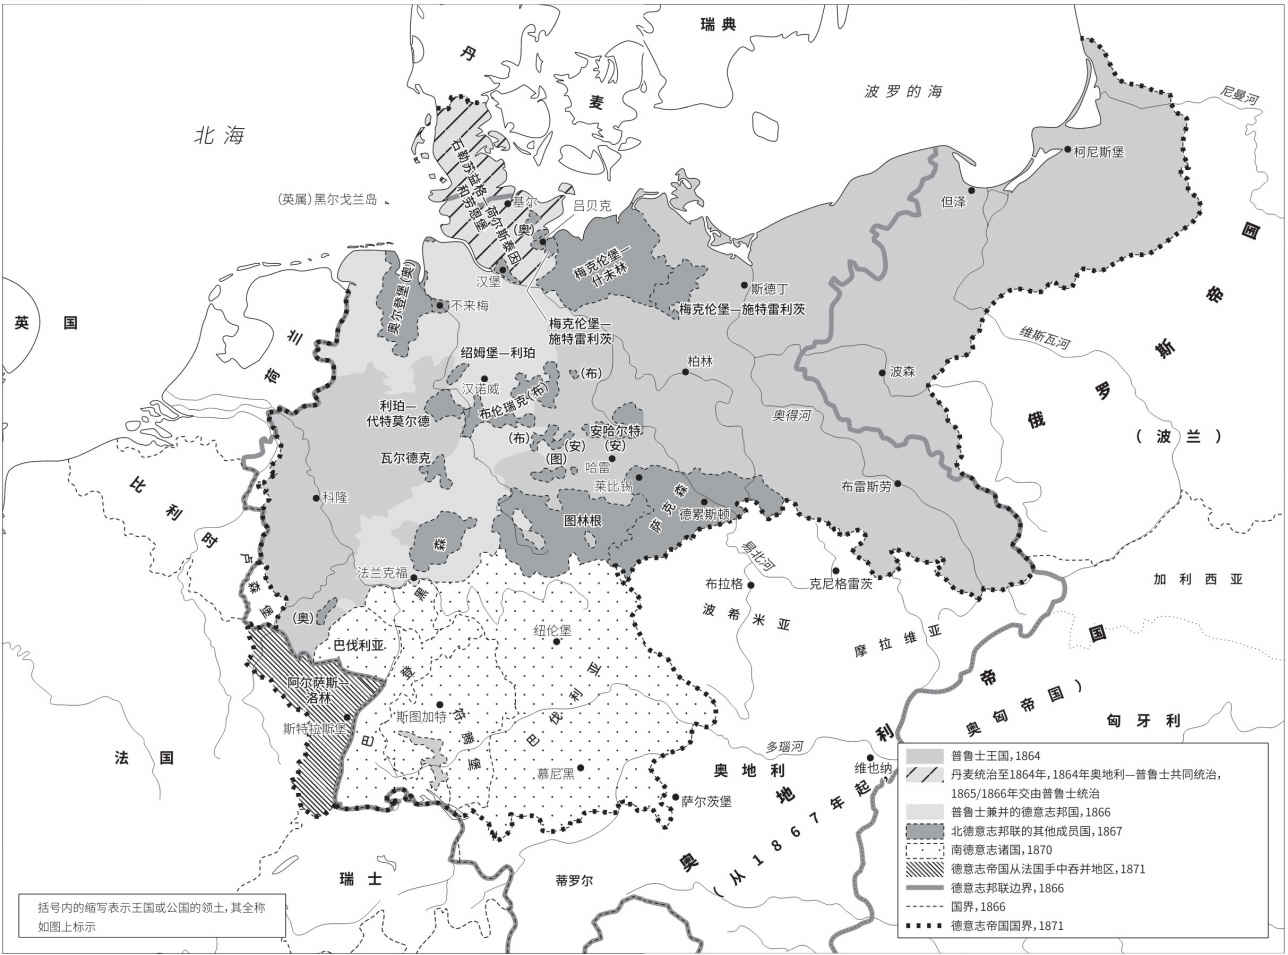 瑞典
丹
麦
波罗的海
尼曼河
北海
柯尼斯堡
石勒苏益格—荷尔斯泰因
和劳恩堡
(英属)黑尔戈兰岛
基尔
吕贝克
(奥)
但泽
国
帝
斯
罗
俄
(波兰)
汉堡
梅克伦堡—
什未林
奥尔登堡(奥)
不来梅
斯德丁
梅克伦堡—施特雷利茨
梅克伦堡—
施特雷利茨
英国
荷
兰
维斯瓦河
绍姆堡—利珀
汉诺威
(布)
柏林
波森
利珀—
代特莫尔德
布伦瑞克(布)
奥得河
(布)
(安)
安哈尔特
(安)
(图)
瓦尔德克
哈雷
莱比锡
布雷斯劳
比利时
科隆
图林根
萨克森
德累斯顿
森
卢森堡
法兰克福
黑
易北河
布拉格
克尼格雷茨
加利西亚
波希米亚
摩拉维亚
(奥)
巴伐利亚
纽伦堡
阿尔萨斯—
洛林
斯特拉斯堡
登
巴
斯图加特
符腾堡
巴伐利亚
慕尼黑
法国
多瑙河
奥地利
维也纳
萨尔茨堡
匈牙利
奥地利帝国
(从1867年起奥匈帝国)
瑞士
蒂罗尔
普鲁士王国,1864
丹麦统治至1864年,1864年奥地利—普鲁士共同统治,
1865/1866年交由普鲁士统治
普鲁士兼并的德意志邦国,1866
北德意志邦联的其他成员国,1867
南德意志诸国,1870
德意志帝国从法国手中吞并地区,1871
德意志邦联边界,1866
国界,1866
德意志帝国国界,1871
括号内的缩写表示王国或公国的领土,其全称
如图上标示